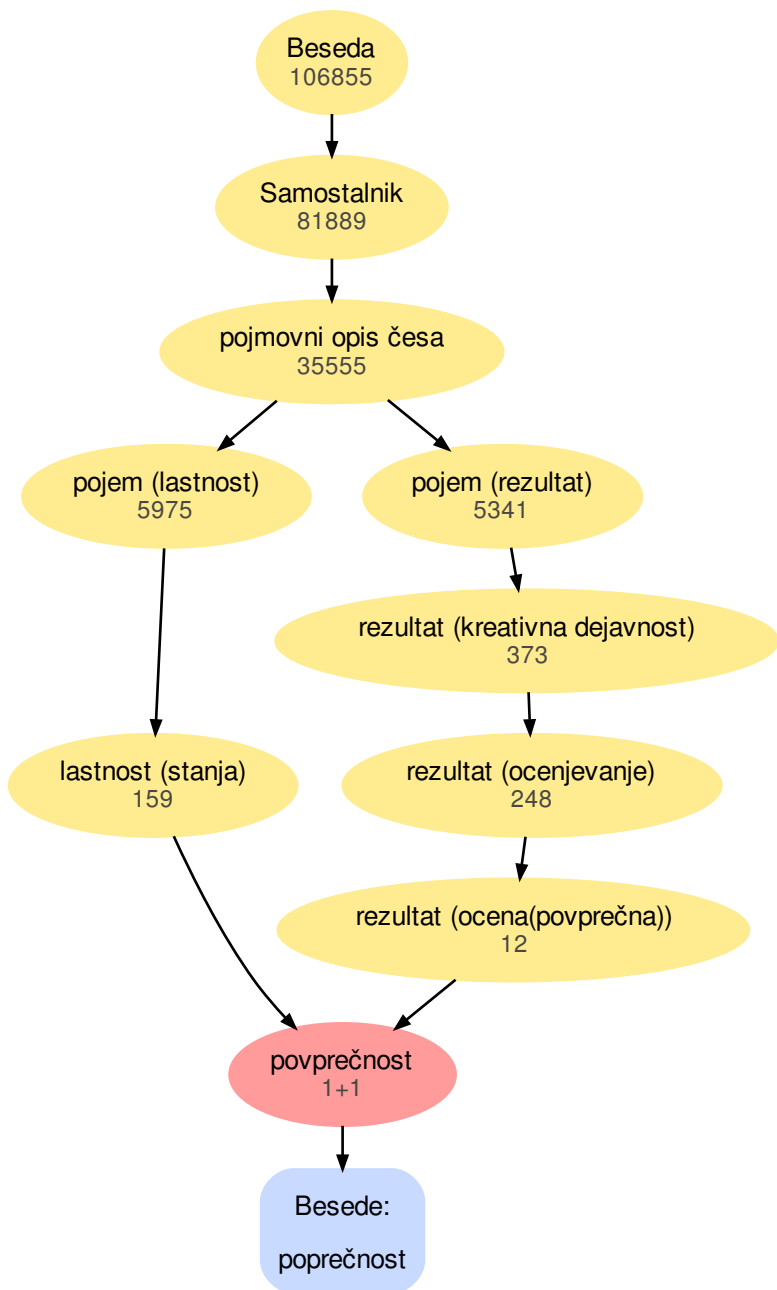 Beseda
106855
Samostalnik
81889
pojmovni opis česa
35555
pojem (lastnost)
5975
pojem (rezultat)
5341
rezultat (kreativna dejavnost)
373
lastnost (stanja)
159
rezultat (ocenjevanje)
248
rezultat (ocena(povprečna))
12
povprečnost
1+1
Besede:
poprečnost